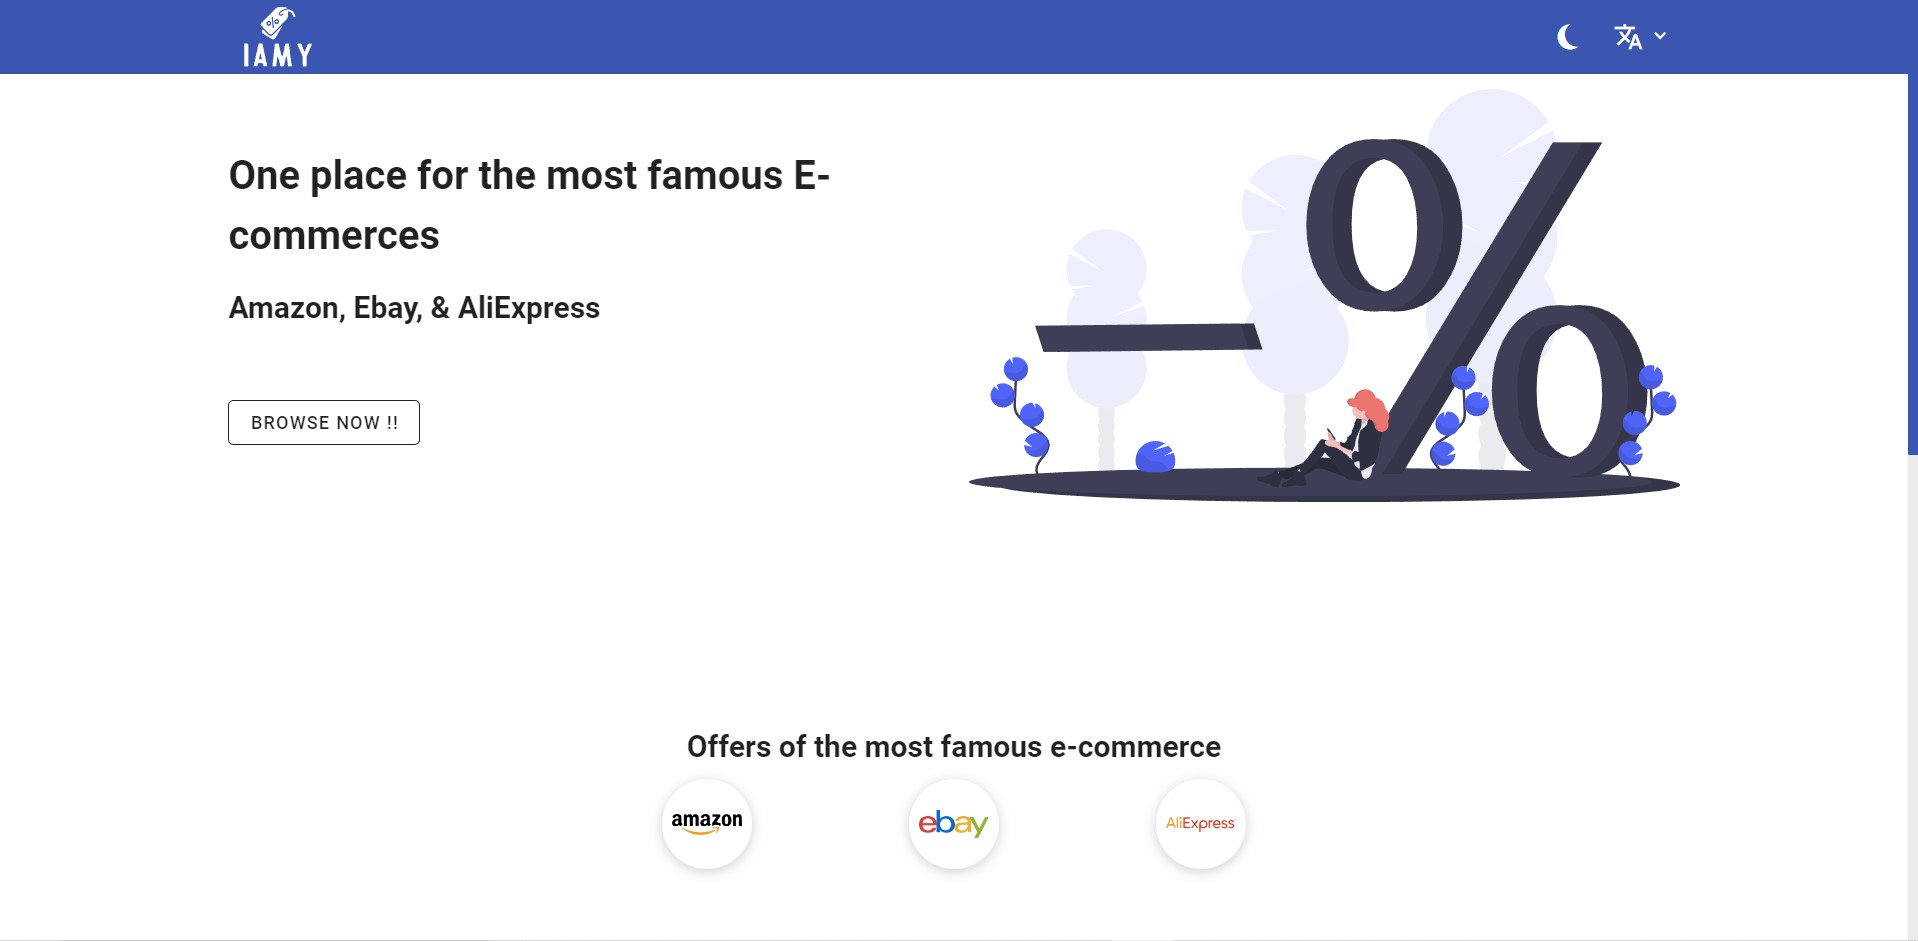 IAMY
One place for the most famous E-
commerces
Amazon, Ebay, & AliExpress
BROWSE NOW !!
Offers of the most famous e-commerce
amazon
ebay
AliExpress